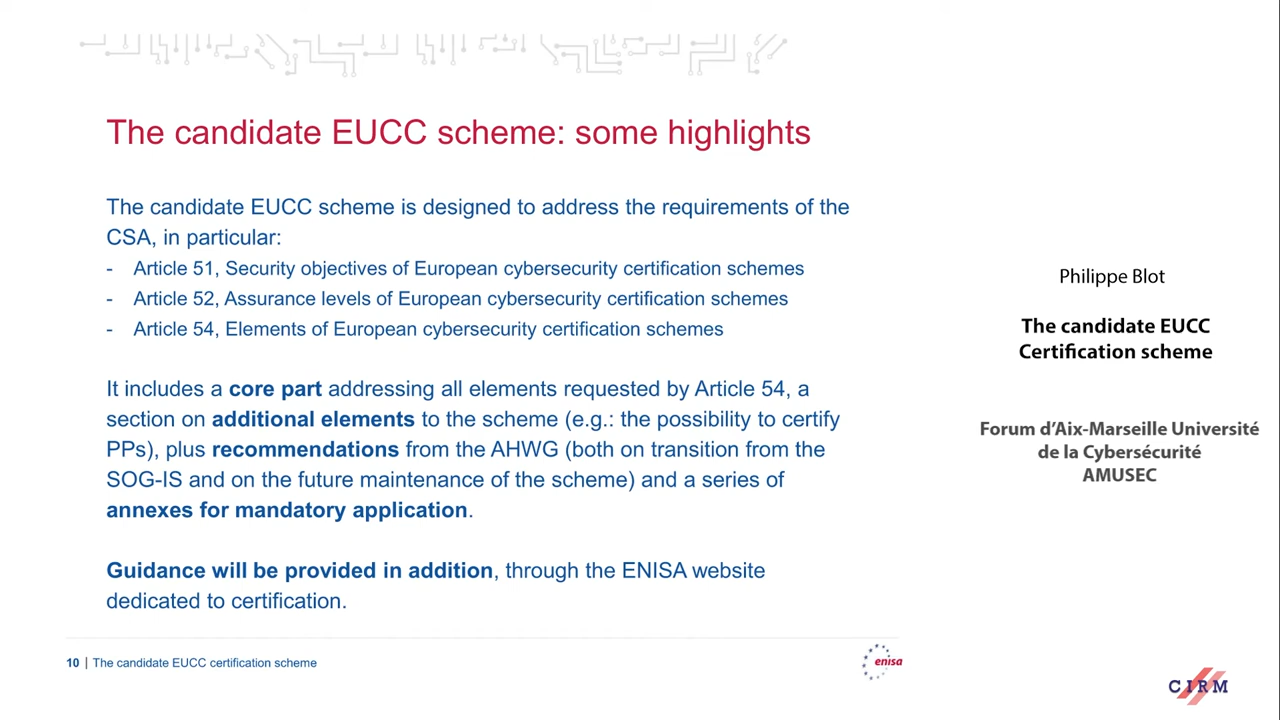 The candidate EUCC scheme: some highlights
The candidate EUCC scheme is designed to address the requirements of the
CSA, in particular:
- Article 51, Security objectives of European cybersecurity certification schemes
- Article 52, Assurance levels of European cybersecurity certification schemes
- Article 54, Elements of European cybersecurity certification schemes
It includes a core part addressing all elements requested by Article 54, a
section on additional elements to the scheme (e.g.: the possibility to certify
PPs), plus recommendations from the AHWG (both on transition from the
SOG-IS and on the future maintenance of the scheme) and a series of
annexes for mandatory application.
Guidance will be provided in addition, through the ENISA website
dedicated to certification.
10 | The candidate EUCC certification scheme
enisa
Philippe Blot
The candidate EUCC
Certification scheme
Forum d'Aix-Marseille Université
de la Cybersécurité
AMUSEC
CIRM